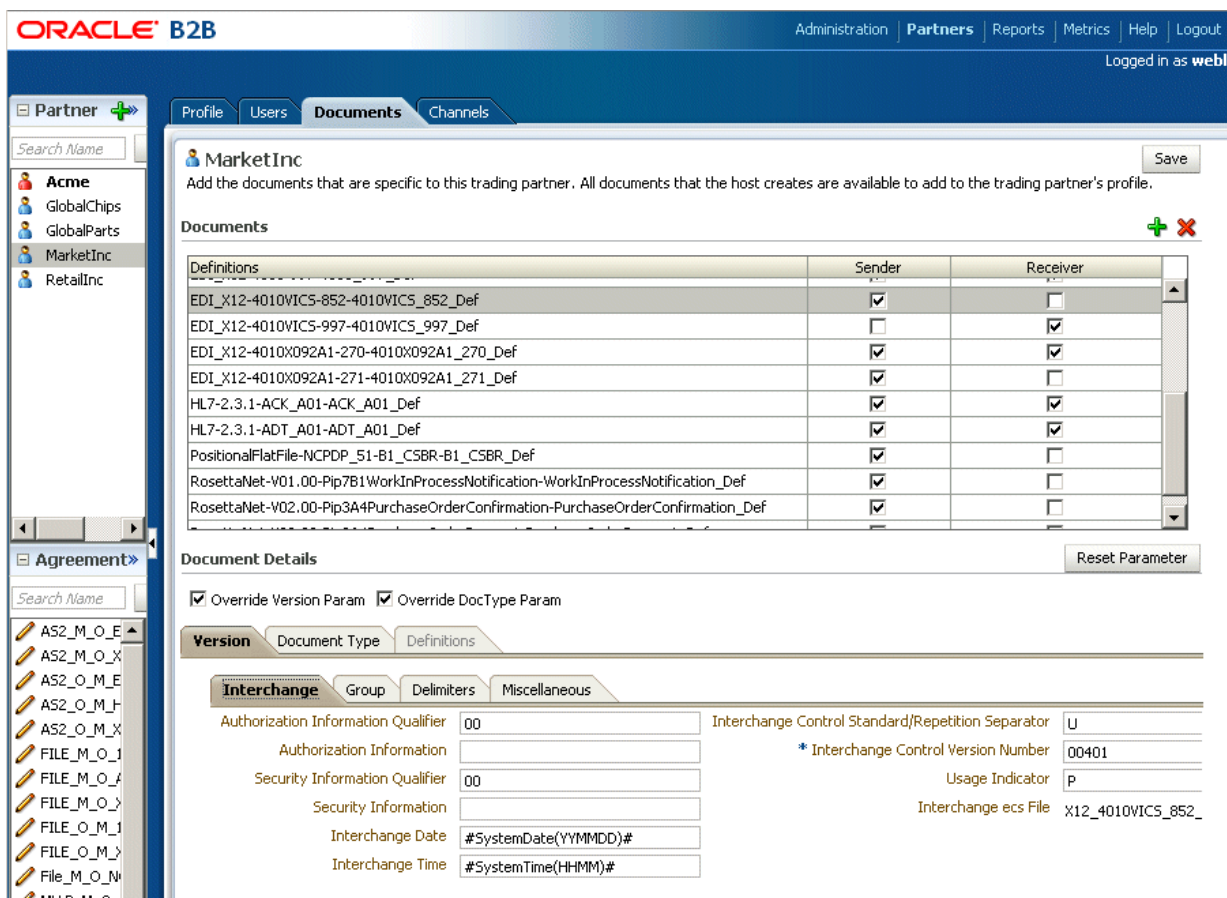 ORACLE B2B
Administration Partners Reports Metrics Help Logout
Logged in as webl
Partner
Profile Users Documents Channels
Search Name
MarketInc
Save
Acme
Add the documents that are specific to this trading partner. All documents that the host creates are available to add to the trading partner's profile.
GlobalChips
GlobalParts
Documents
MarketInc
RetailInc
Definitions Sender Receiver
EDI_X12-4010VICS-852-4010VICS_852_Def
EDI_X12-4010VICS-997-4010VICS_997_Def
EDI_X12-4010X092A1-270-4010X092A1_270_Def
EDI_X12-4010X092A1-271-4010X092A1_271_Def
HL7-2.3.1-ACK_A01-ACK_A01_Def
HL7-2.3.1-ADT_A01-ADT_A01_Def
PositionalFlatFile-NCPDP_51-B1_CSBR-B1_CSBR_Def
RosettaNet-V01.00-Pip7B1WorkInProcessNotification-WorkInProcessNotification_Def
RosettaNet-V02.00-Pip3A4PurchaseOrderConfirmation-PurchaseOrderConfirmation_Def
Agreement
Document Details
Reset Parameter
Search Name
Override Version Param Override DocType Param
AS2_M_O_E
AS2_M_O_X
AS2_O_M_E
AS2_O_M_H
AS2_O_M_X
FILE_M_O_1
FILE_M_O_A
FILE_M_O_X
FILE_O_M_1
FILE_O_M_X
File_M_O_N
Version Document Type Definitions
Interchange Group Delimiters Miscellaneous
Authorization Information Qualifier 00
Authorization Information
Security Information Qualifier 00
Security Information
Interchange Date #SystemDate(YYMMDD)#
Interchange Time #SystemTime(HHMM)#
Interchange Control Standard/Repetition Separator U
* Interchange Control Version Number 00401
Usage Indicator P
Interchange ecs File X12_4010VICS_852_